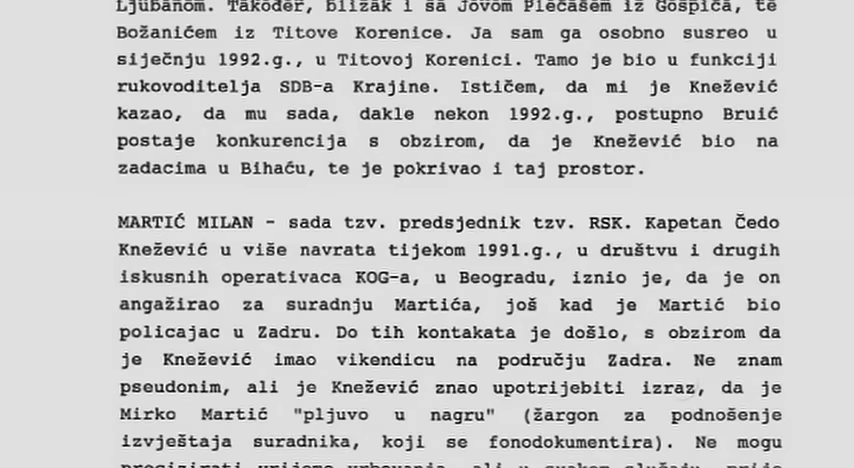 Ljubanom. Također, blizak i sa Jovom Plećašem iz Gospića, te
Božanićem iz Titove Korenice. Ja sam ga osobno susreo u
siječnju 1992.g., u Titovoj Korenici. Tamo je bio u funkciji
rukovoditelja SDB-a Krajine. Ističem, da mi je Knežević
kazao, da mu sada, dakle nekon 1992.g., postupno Bruić
postaje konkurencija s obzirom, da je Knežević bio na
zadacima u Bihaću, te je pokrivao i taj prostor.
MARTIĆ MILAN - sada tzv. predsjednik tzv. RSK. Kapetan Čedo
Knežević u više navrata tijekom 1991.g., u društvu i drugih
iskusnih operativaca KOG-a, u Beogradu, iznio je, da je on
angažirao za suradnju Martića, još kad je Martić bio
policajac u Zadru. Do tih kontakata je došlo, s obzirom da
je Knežević imao vikendicu na području Zadra. Ne znam
pseudonim, ali je Knežević znao upotrijebiti izraz, da je
Mirko Martić "pljuvo u nagru" (žargon za podnošenje
izvještaja suradnika, koji se fonodokumentira). Ne mogu
precizirati vrijeme vrbovanja, ali u svakom slučaju, prije